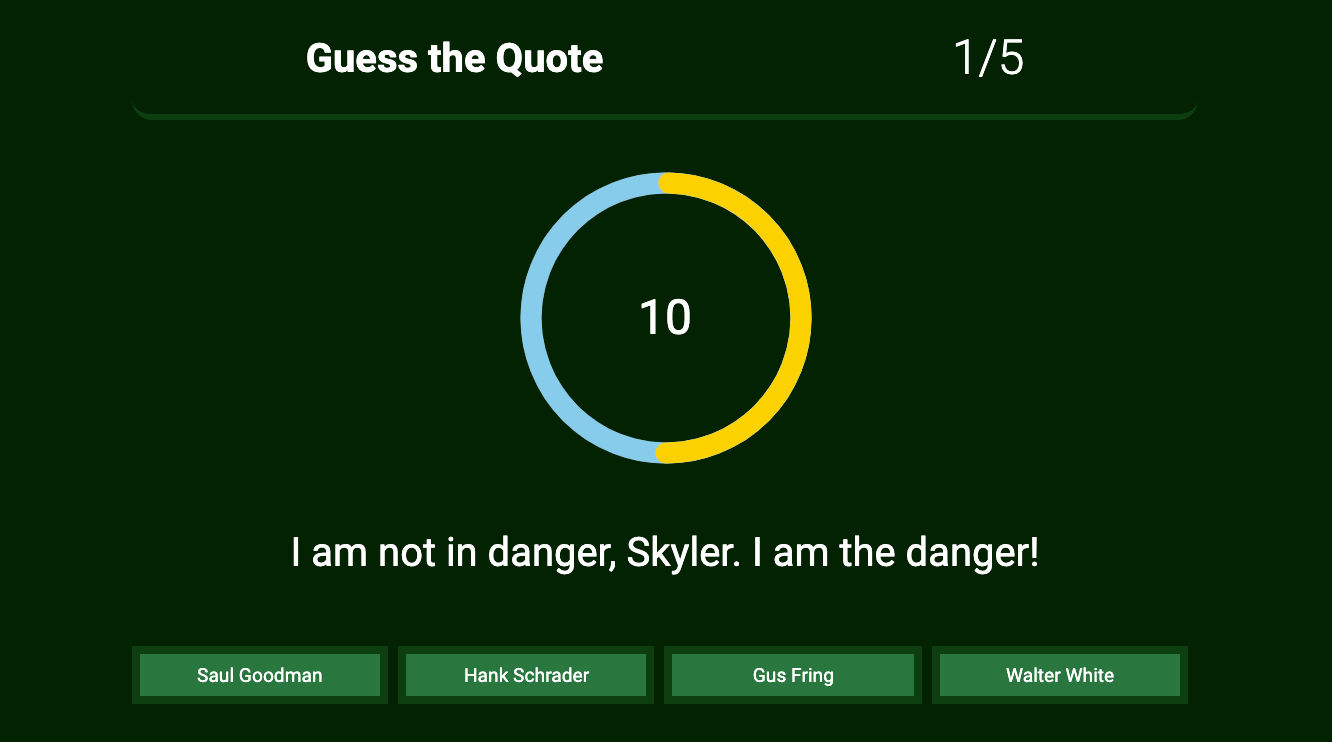 Guess the Quote 1/5
10
I am not in danger, Skyler. I am the danger!
Saul Goodman Hank Schrader Gus Fring Walter White